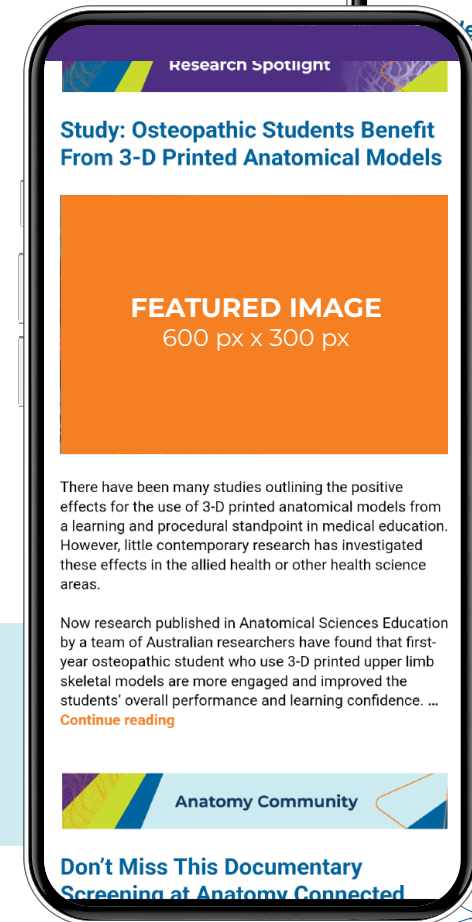 Research Spotlight
Study: Osteopathic Students Benefit
From 3-D Printed Anatomical Models
FEATURED IMAGE
600 px x 300 px
There have been many studies outlining the positive
effects for the use of 3-D printed anatomical models from
a learning and procedural standpoint in medical education.
However, little contemporary research has investigated
these effects in the allied health or other health science
areas.
Now research published in Anatomical Sciences Education
by a team of Australian researchers have found that first-
year osteopathic student who use 3-D printed upper limb
skeletal models are more engaged and improved the
students’ overall performance and learning confidence. ...
Continue reading
Anatomy Community
Don’t Miss This Documentary
Screening at Anatomy Connected